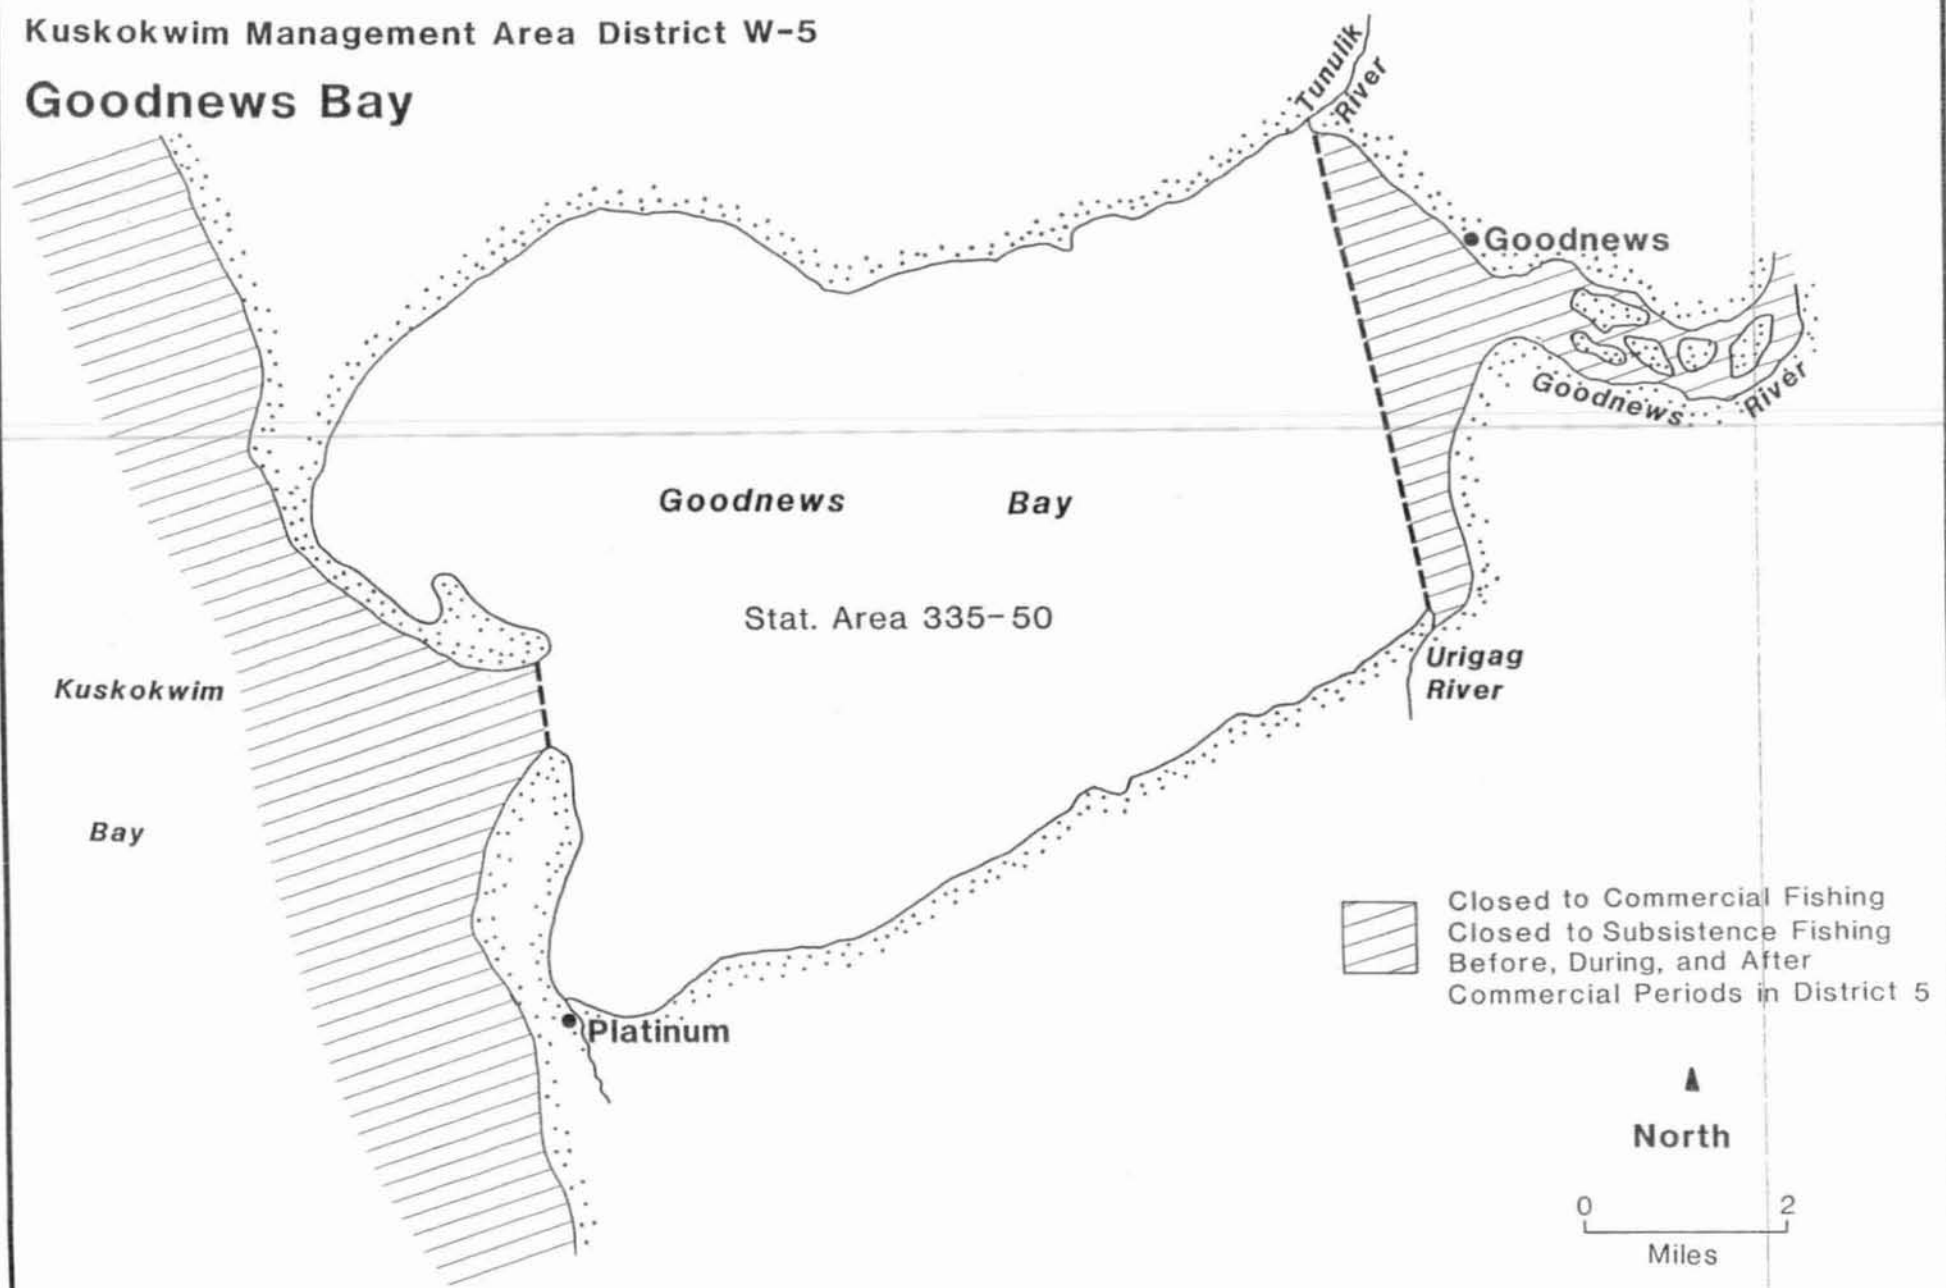 Kuskokwim Management Area District W-5
Goodnews Bay
Tunulik
River
Goodnews
Goodnews River
Goodnews Bay
Stat. Area 335-50
Urigag
River
Kuskokwim
Bay
Platinum
Closed to Commercial Fishing
Closed to Subsistence Fishing
Before, During, and After
Commercial Periods in District 5
North
0 2
Miles